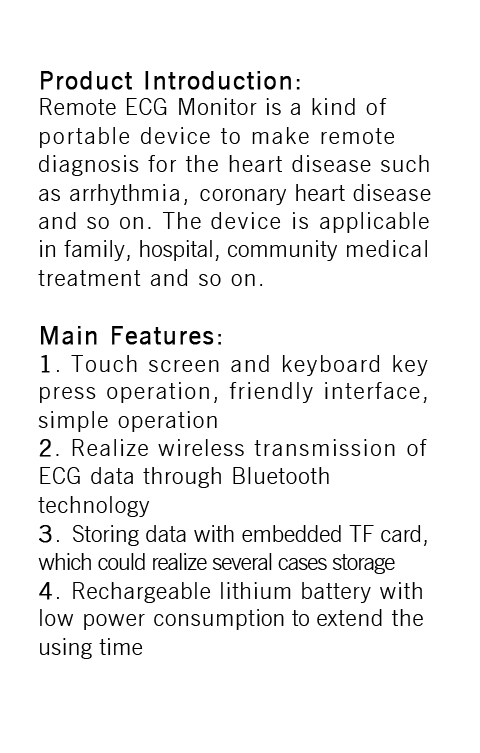 Product Introduction:
Remote ECG Monitor is a kind of
portable device to make remote
diagnosis for the heart disease such
as arrhythmia, coronary heart disease
and so on. The device is applicable
in family, hospital, community medical
treatment and so on.
Main Features:
1. Touch screen and keyboard key
press operation, friendly interface,
simple operation
2. Realize wireless transmission of
ECG data through Bluetooth
technology
3. Storing data with embedded TF card,
which could realize several cases storage
4. Rechargeable lithium battery with
low power consumption to extend the
using time